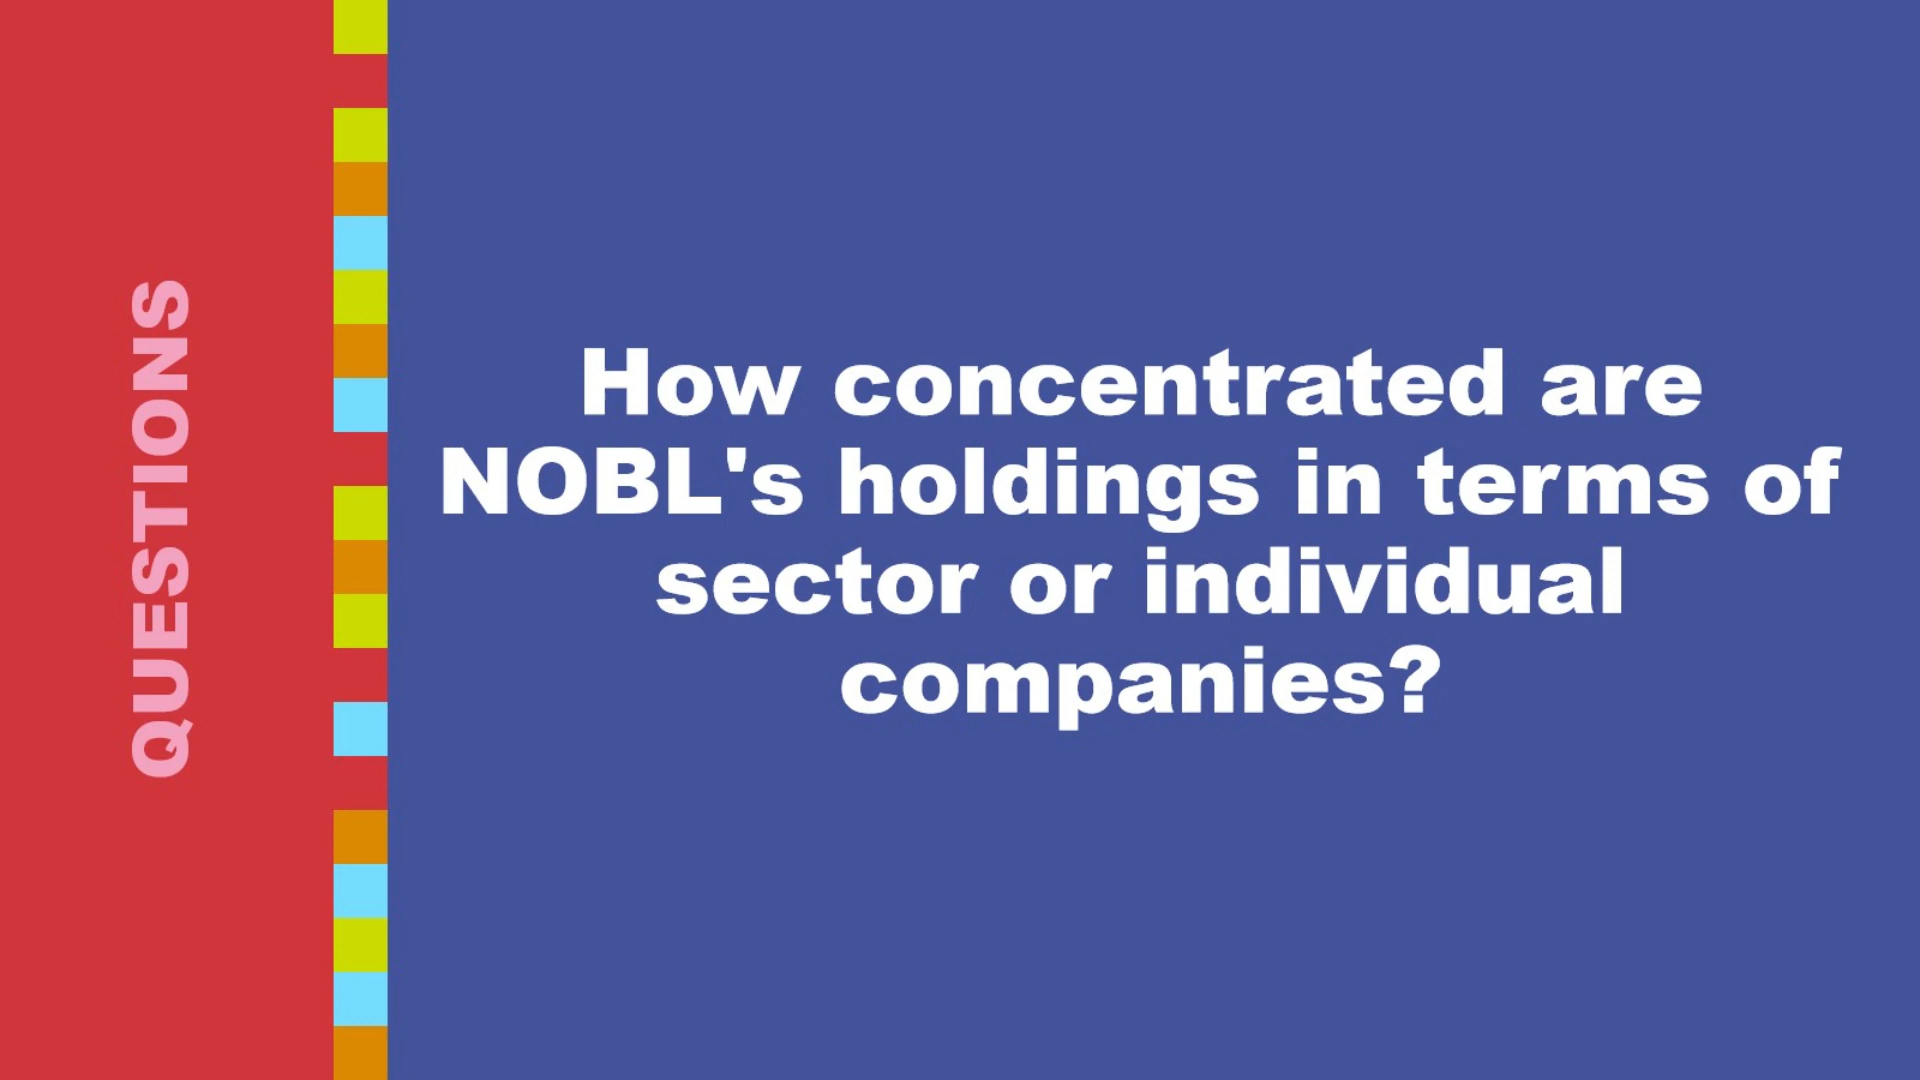 QUESTIONS
How concentrated are
NOBL's holdings in terms of
sector or individual
companies?